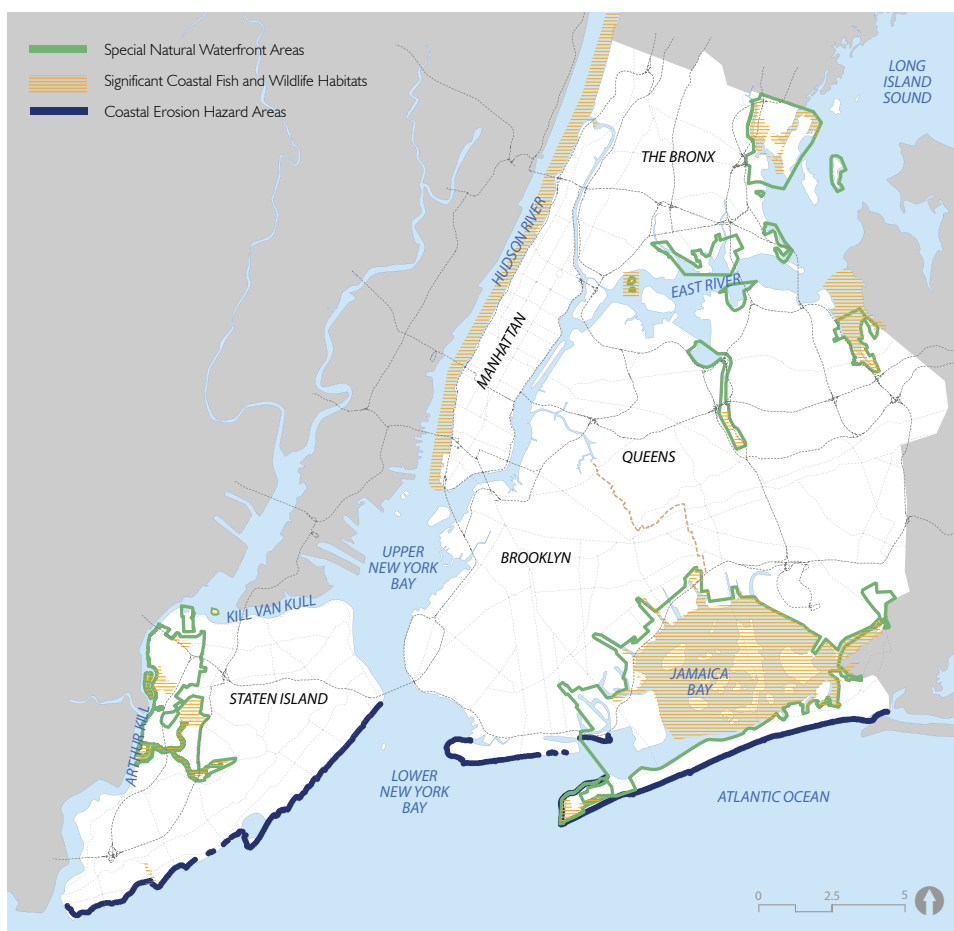 Special Natural Waterfront Areas
Significant Coastal Fish and Wildlife Habitats
Coastal Erosion Hazard Areas
LONG
ISLAND
SOUND
THE BRONX
HUDSON RIVER
EAST RIVER
MANHATTAN
QUEENS
BROOKLYN
UPPER
NEW YORK
BAY
KILL VAN KULL
JAMAICA
BAY
STATEN ISLAND
ARTHUR KILL
LOWER
NEW YORK
BAY
ATLANTIC OCEAN
0 2.5 5